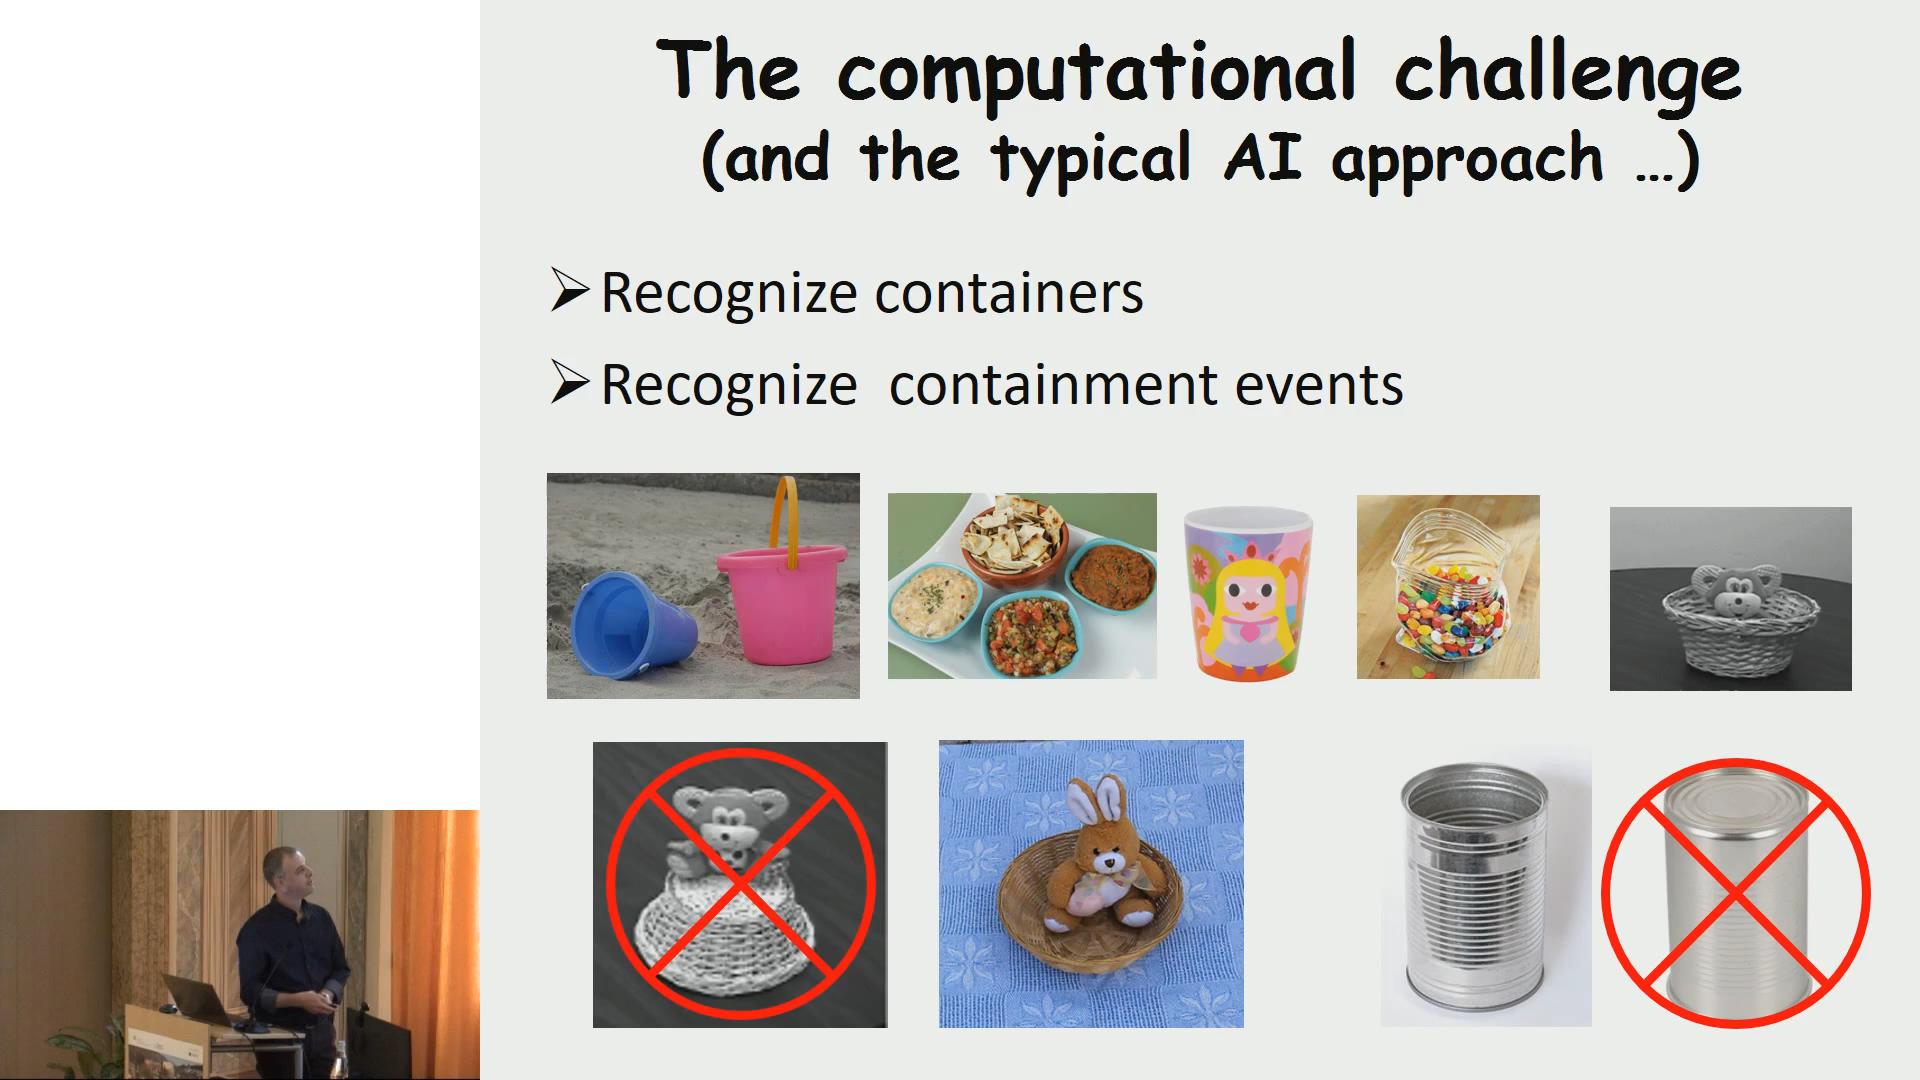 The computational challenge
(and the typical AI approach …)
Recognize containers
Recognize containment events